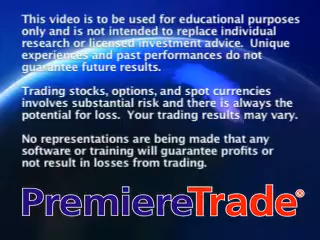 This video is to be used for educational purposes
only and is not intended to replace individual
research or licensed investment advice.  Unique
experiences and past performances do not
guarantee future results.
Trading stocks, options, and spot currencies
involves substantial risk and there is always the
potential for loss.  Your trading results may vary.
No representations are being made that any
software or training will guarantee profits or
not result in losses from trading.
PremiereTrade®